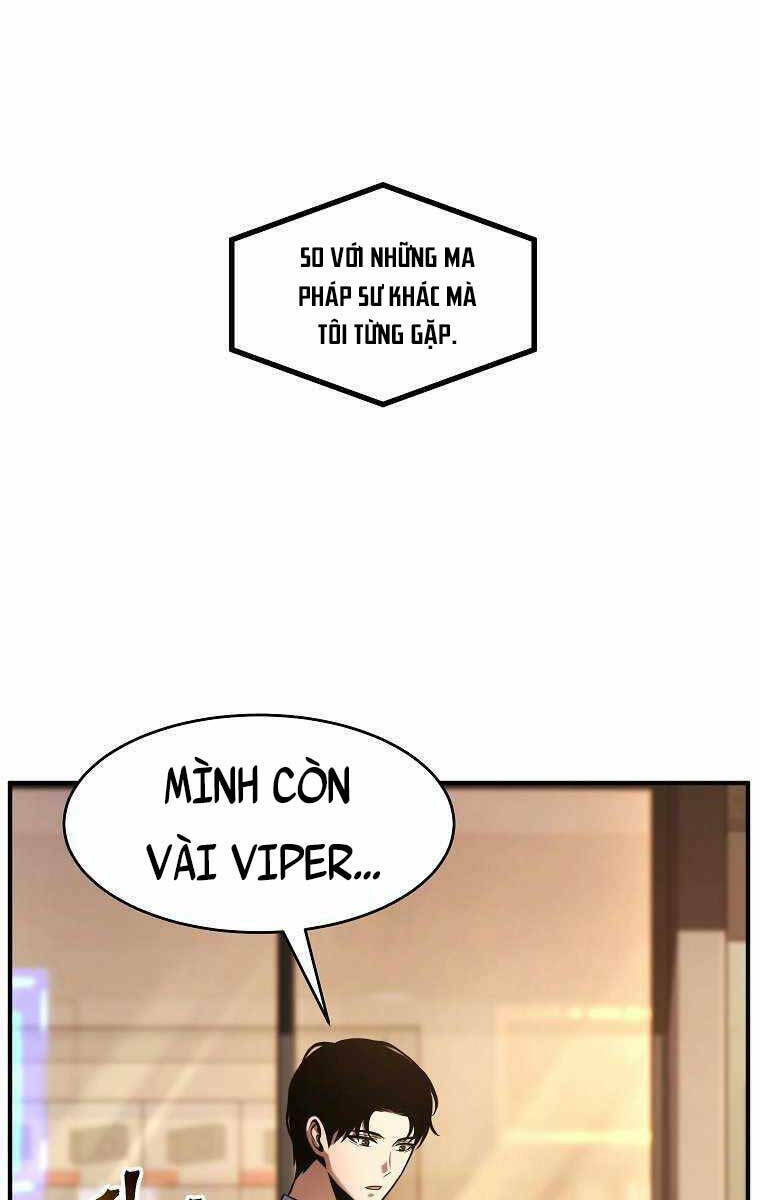 SO VỚI NHỮNG MA
PHÁP SƯ KHÁC MÀ
TÔI TỪNG GẶP.
MÌNH CÒN
VÀI VIPER...